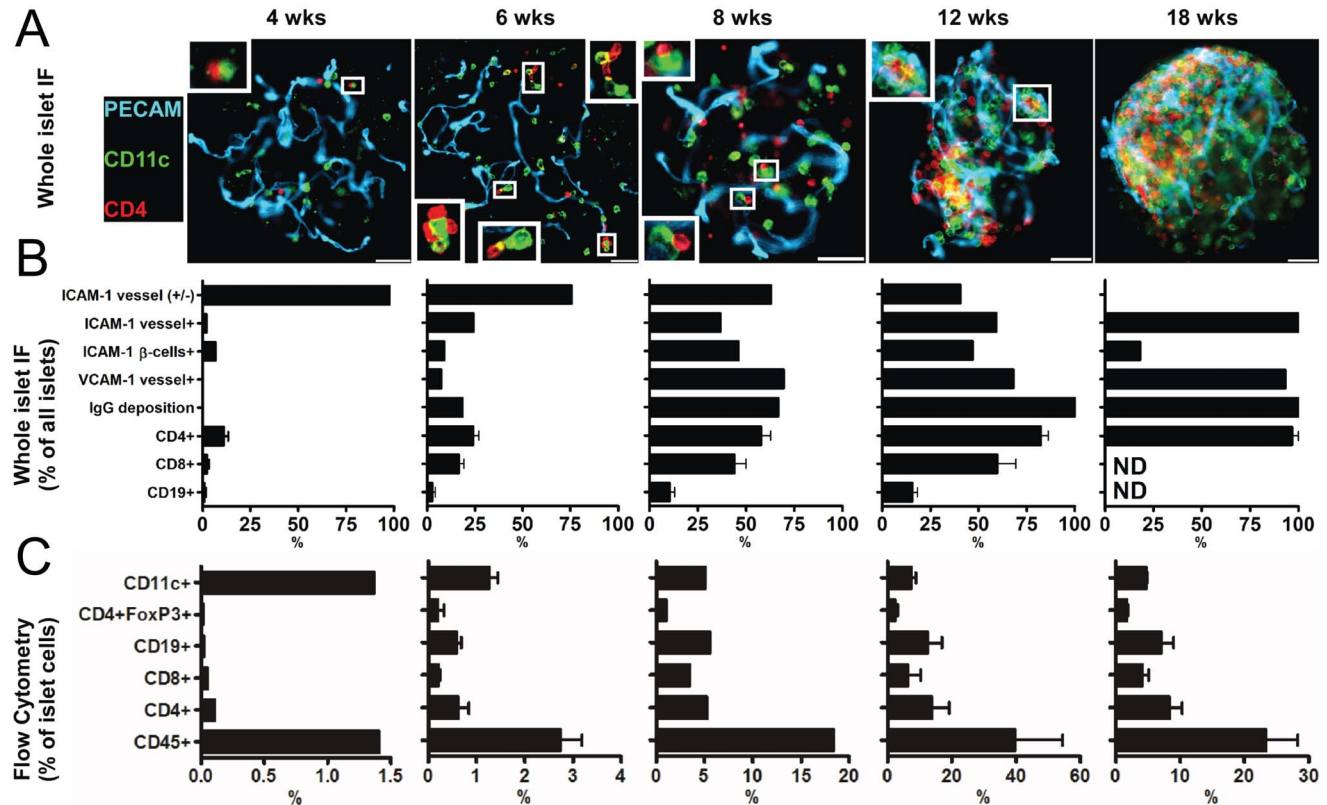 A
4 wks 6 wks 8 wks 12 wks 18 wks
Whole islet IF
PECAM
CD11c
CD4
B
Whole islet IF
(% of all islets)
ICAM-1 vessel (+/-)
ICAM-1 vessel+
ICAM-1 β-cells+
VCAM-1 vessel+
IgG deposition
CD4+
CD8+
CD19+
ND
ND
0 25 50 75 100 0 25 50 75 100 0 25 50 75 100 0 25 50 75 100 0 25 50 75 100
% % % % %
C
Flow Cytometry
(% of islet cells)
CD11c+
CD4+FoxP3+
CD19+
CD8+
CD4+
CD45+
0.0 0.5 1.0 1.5 0 1 2 3 4 0 5 10 15 20 0 20 40 60 0 10 20 30
% % % % %